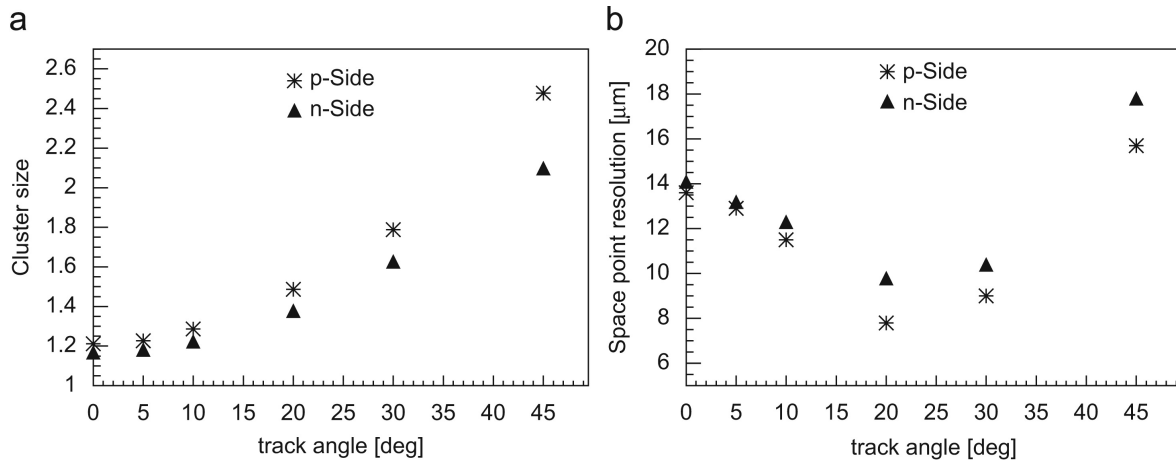 a
Cluster size
2.6
2.4
2.2
2
1.8
1.6
1.4
1.2
1
p-Side
n-Side
0 5 10 15 20 25 30 35 40 45
track angle [deg]
b
Space point resolution [μm]
20
18
16
14
12
10
8
6
p-Side
n-Side
0 5 10 15 20 25 30 35 40 45
track angle [deg]